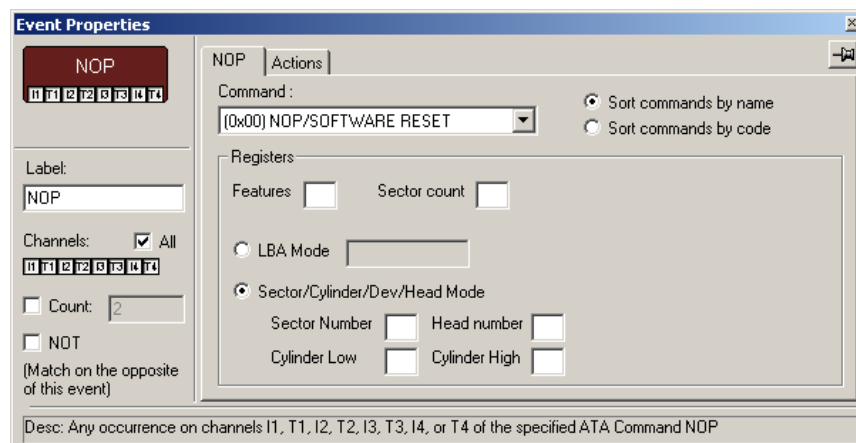 Event Properties
NOP
I1 T1 I2 T2 I3 T3 I4 T4
Label:
NOP
Channels: All
I1 T1 I2 T2 I3 T3 I4 T4
Count: 2
NOT
(Match on the opposite
of this event)
NOP Actions
Command :
(0x00) NOP/SOFTWARE RESET
Sort commands by name
Sort commands by code
Registers
Features Sector count
LBA Mode
Sector/Cylinder/Dev/Head Mode
Sector Number Head number
Cylinder Low Cylinder High
Desc: Any occurrence on channels I1, T1, I2, T2, I3, T3, I4, or T4 of the specified ATA Command NOP